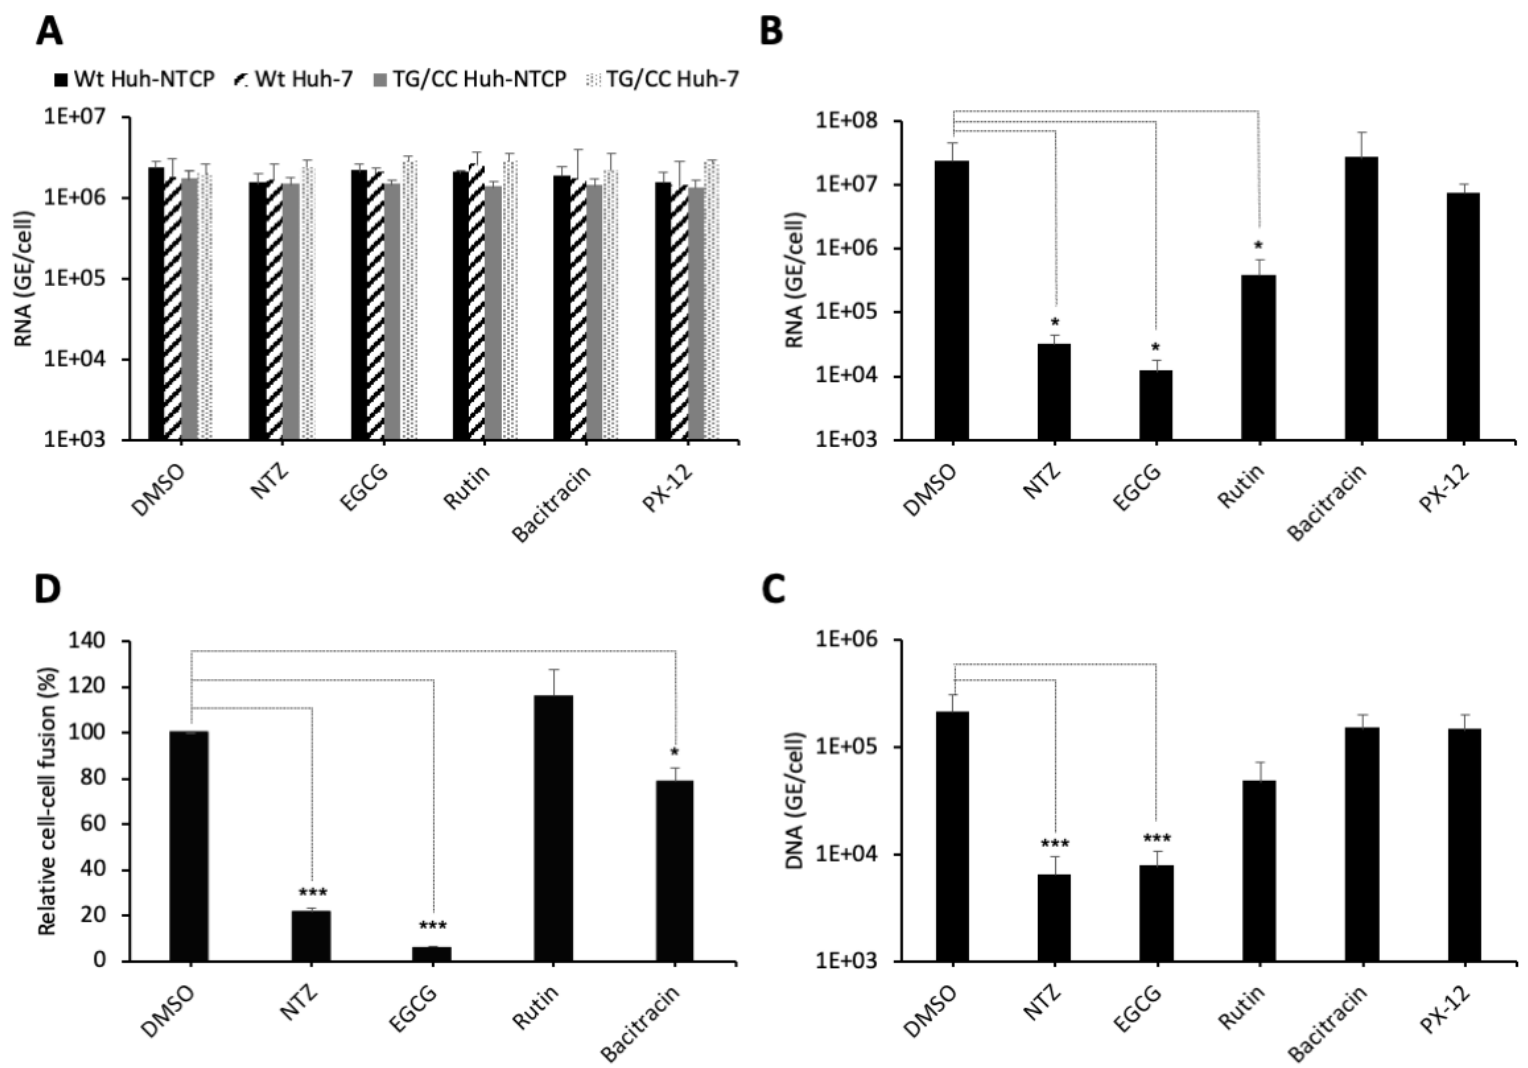 A
Wt Huh-NTCP Wt Huh-7 TG/CC Huh-NTCP TG/CC Huh-7
RNA (GE/cell)
1E+07
1E+06
1E+05
1E+04
1E+03
DMSO NTZ EGCG Rutin Bacitracin PX-12
B
RNA (GE/cell)
1E+08
1E+07
1E+06
1E+05
1E+04
1E+03
*
*
*
DMSO NTZ EGCG Rutin Bacitracin PX-12
D
Relative cell-cell fusion (%)
140
120
100
80
60
40
20
0
***
***
*
DMSO NTZ EGCG Rutin Bacitracin
C
DNA (GE/cell)
1E+06
1E+05
1E+04
1E+03
***
***
DMSO NTZ EGCG Rutin Bacitracin PX-12